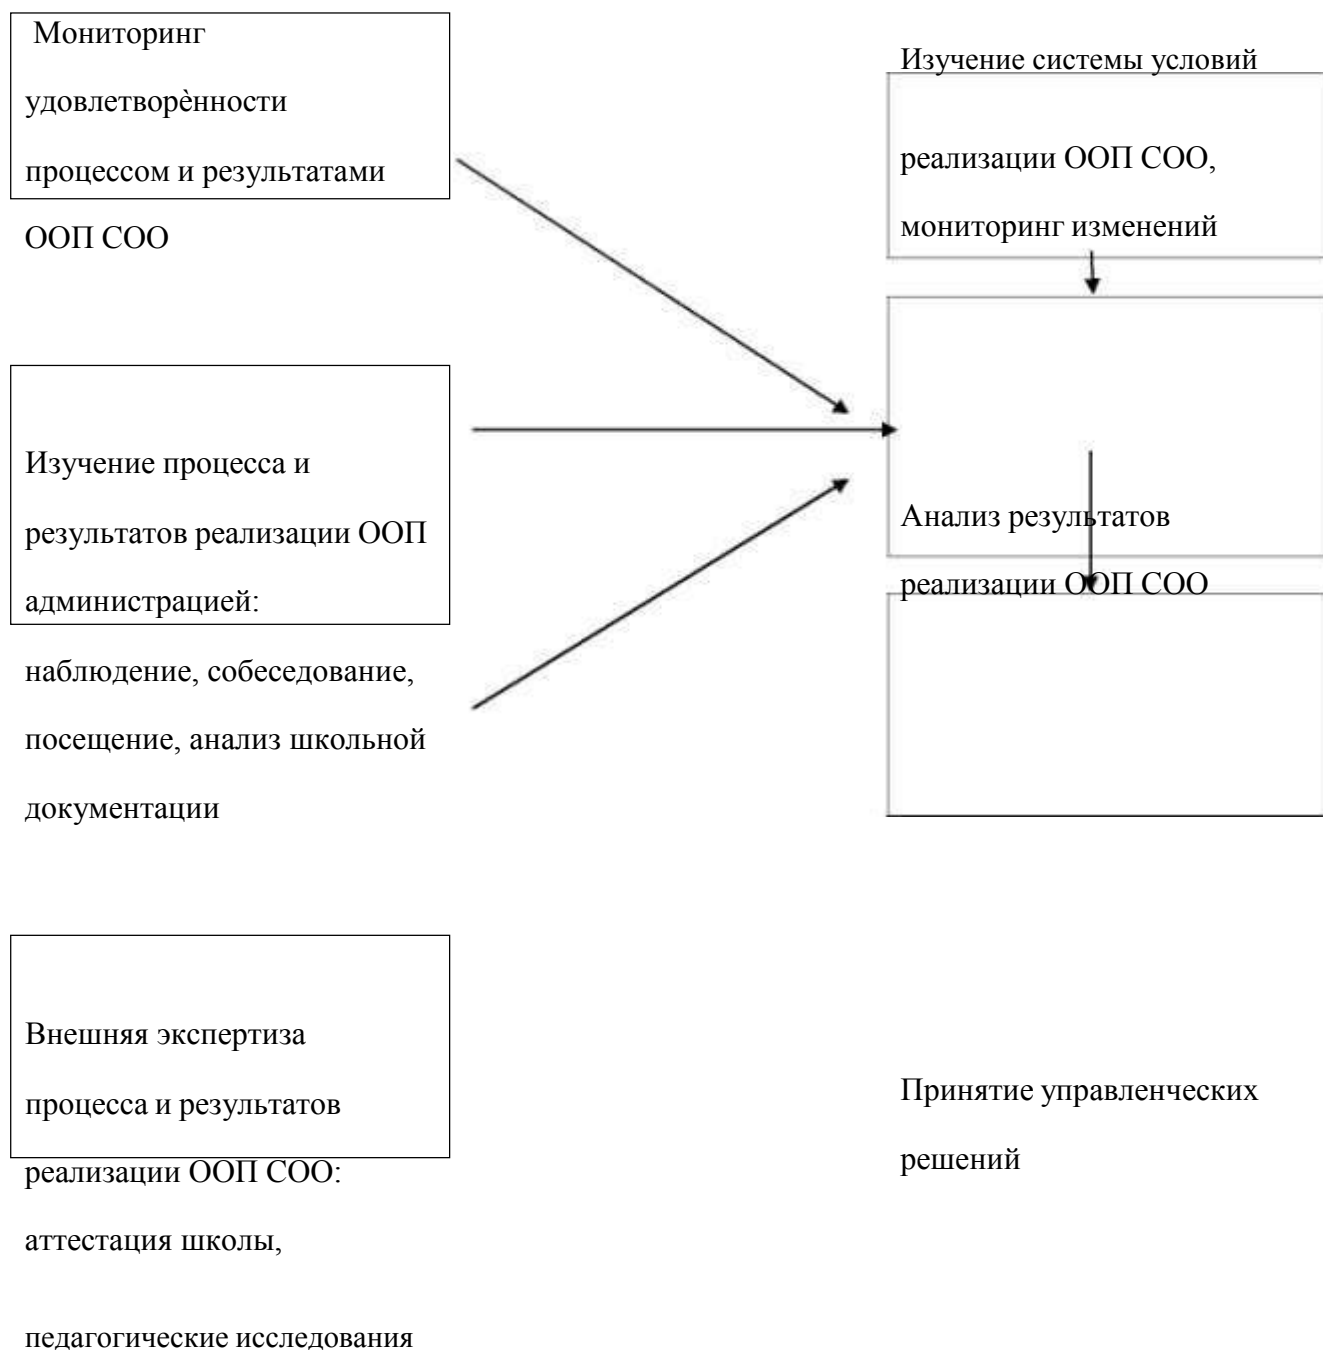 Мониторинг
удовлетворѐнности
процессом и результатами
ООП СОО
Изучение процесса и
результатов реализации ООП
администрацией:
наблюдение, собеседование,
посещение, анализ школьной
документации
Внешняя экспертиза
процесса и результатов
реализации ООП СОО:
аттестация школы,
педагогические исследования
Изучение системы условий
реализации ООП СОО,
мониторинг изменений
Анализ результатов
реализации ООП СОО
Принятие управленческих
решений